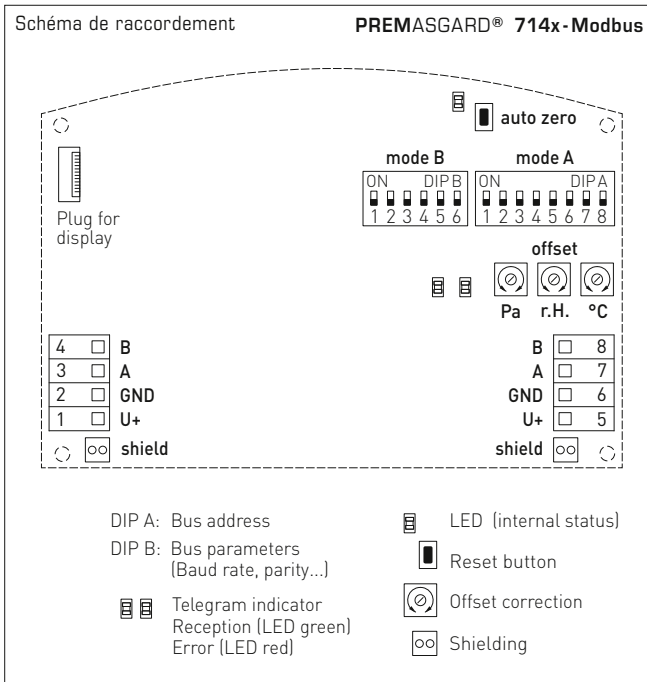 Schéma de raccordement PREMASGARD® 714x-Modbus
auto zero
mode B mode A
ON DIP B ON DIP A
1 2 3 4 5 6 1 2 3 4 5 6 7 8
Plug for
display
offset
Pa r.H. °C
4 B B 8
3 A A 7
2 GND GND 6
1 U+ U+ 5
shield shield
DIP A: Bus address
DIP B: Bus parameters
(Baud rate, parity...)
Telegram indicator
Reception (LED green)
Error (LED red)
LED (internal status)
Reset button
Offset correction
Shielding